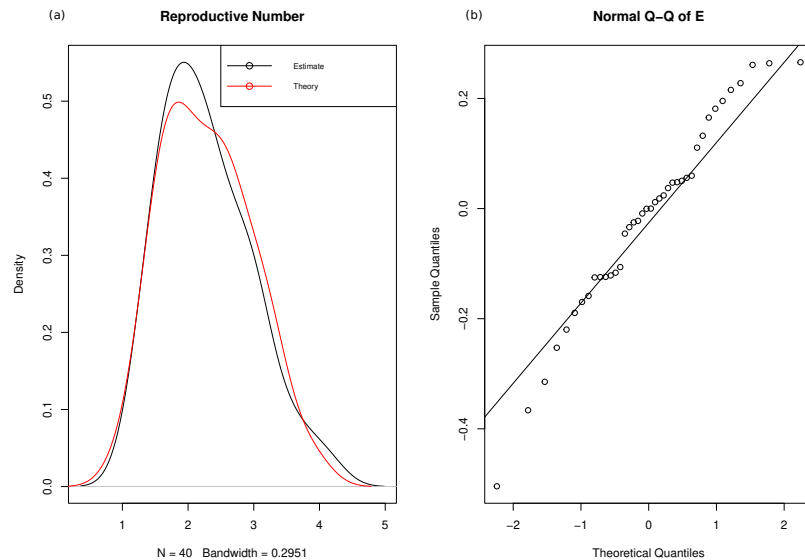 (a)
Reproductive Number
Estimate
Theory
Density
0.0
0.1
0.2
0.3
0.4
0.5
1 2 3 4 5
N = 40 Bandwidth = 0.2951
(b)
Normal Q−Q of E
Sample Quantiles
−0.4
−0.2
0.0
0.2
−2 −1 0 1 2
Theoretical Quantiles